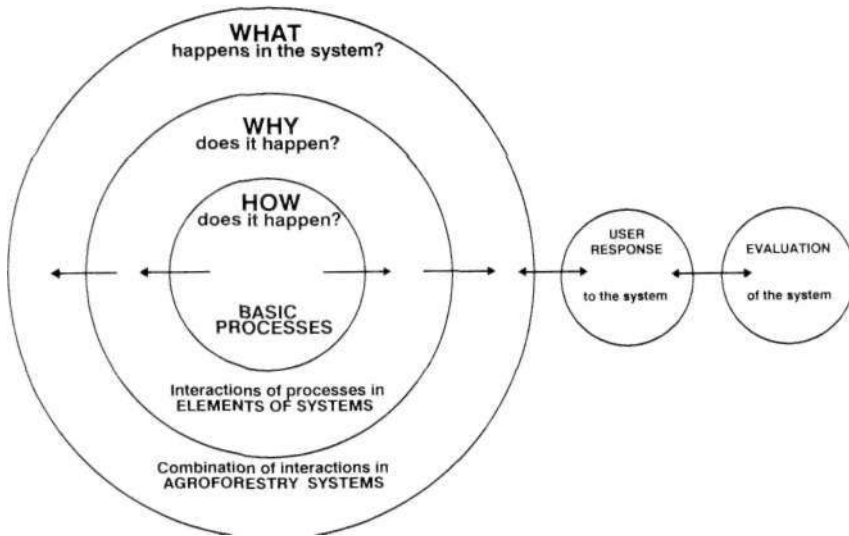 WHAT
happens in the system?
WHY
does it happen?
HOW
does it happen?
BASIC
PROCESSES
Interactions of processes in
ELEMENTS OF SYSTEMS
Combination of interactions in
AGROFORESTRY SYSTEMS
USER
RESPONSE
to the system
EVALUATION
of the system